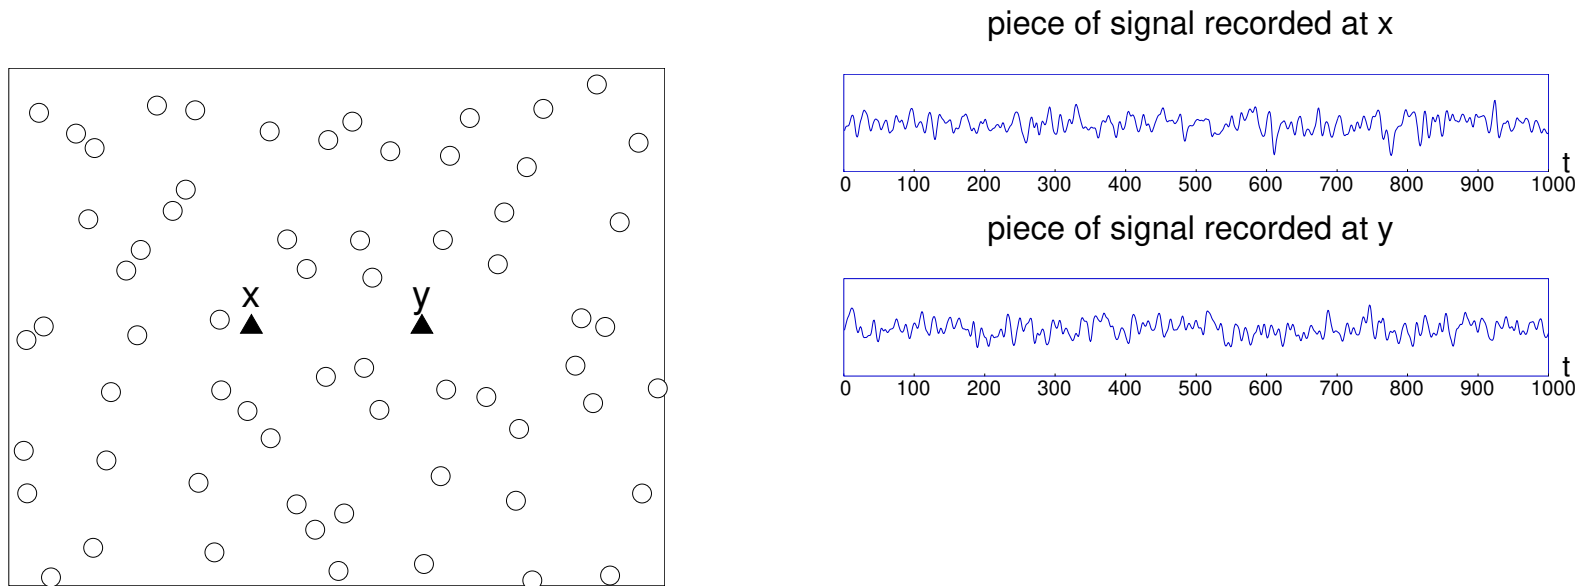 x
y
piece of signal recorded at x
0 100 200 300 400 500 600 700 800 900 1000
t
piece of signal recorded at y
0 100 200 300 400 500 600 700 800 900 1000
t